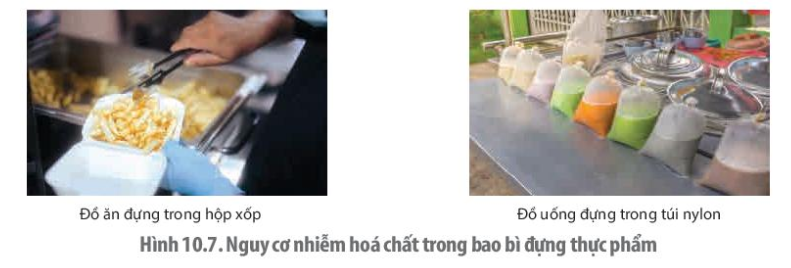 Đồ ăn đựng trong hộp xốp
Đồ uống đựng trong túi nylon
Hình 10.7. Nguy cơ nhiễm hoá chất trong bao bì đựng thực phẩm